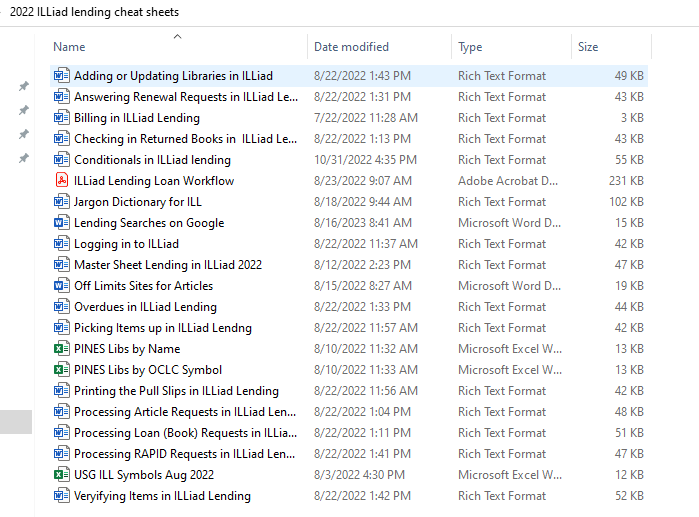 2022 ILLiad lending cheat sheets
Name Date modified Type Size
Adding or Updating Libraries in ILLiad 8/22/2022 1:43 PM Rich Text Format 49 KB
Answering Renewal Requests in ILLiad Le... 8/22/2022 1:31 PM Rich Text Format 43 KB
Billing in ILLiad Lending 7/22/2022 11:28 AM Rich Text Format 3 KB
Checking in Returned Books in ILLiad Le... 8/22/2022 1:13 PM Rich Text Format 43 KB
Conditionals in ILLiad lending 10/31/2022 4:35 PM Rich Text Format 55 KB
ILLiad Lending Loan Workflow 8/23/2022 9:07 AM Adobe Acrobat D... 231 KB
Jargon Dictionary for ILL 8/18/2022 9:44 AM Rich Text Format 102 KB
Lending Searches on Google 8/16/2023 8:41 AM Microsoft Word D... 15 KB
Logging in to ILLiad 8/22/2022 11:37 AM Rich Text Format 42 KB
Master Sheet Lending in ILLiad 2022 8/12/2022 2:23 PM Rich Text Format 47 KB
Off Limits Sites for Articles 8/15/2022 8:27 AM Microsoft Word D... 19 KB
Overdues in ILLiad Lending 8/22/2022 1:33 PM Rich Text Format 44 KB
Picking Items up in ILLiad Lendng 8/22/2022 11:57 AM Rich Text Format 42 KB
PINES Libs by Name 8/10/2022 11:32 AM Microsoft Excel W... 13 KB
PINES Libs by OCLC Symbol 8/10/2022 11:33 AM Microsoft Excel W... 13 KB
Printing the Pull Slips in ILLiad Lending 8/22/2022 11:56 AM Rich Text Format 42 KB
Processing Article Requests in ILLiad Len... 8/22/2022 1:04 PM Rich Text Format 48 KB
Processing Loan (Book) Requests in ILLia... 8/22/2022 1:11 PM Rich Text Format 51 KB
Processing RAPID Requests in ILLiad Len... 8/22/2022 1:41 PM Rich Text Format 47 KB
USG ILL Symbols Aug 2022 8/3/2022 4:30 PM Microsoft Excel W... 12 KB
Veryifying Items in ILLiad Lending 8/22/2022 1:42 PM Rich Text Format 52 KB